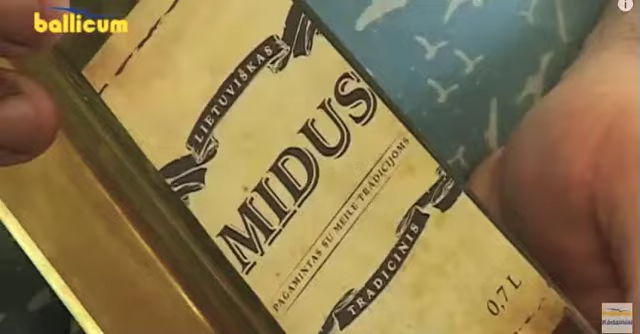 ballicum
LIETUVIŠKAS
MIDUS
PAGAMINTAS SU MEILE TRADICIJOMS
TRADICINIS
0,7 L